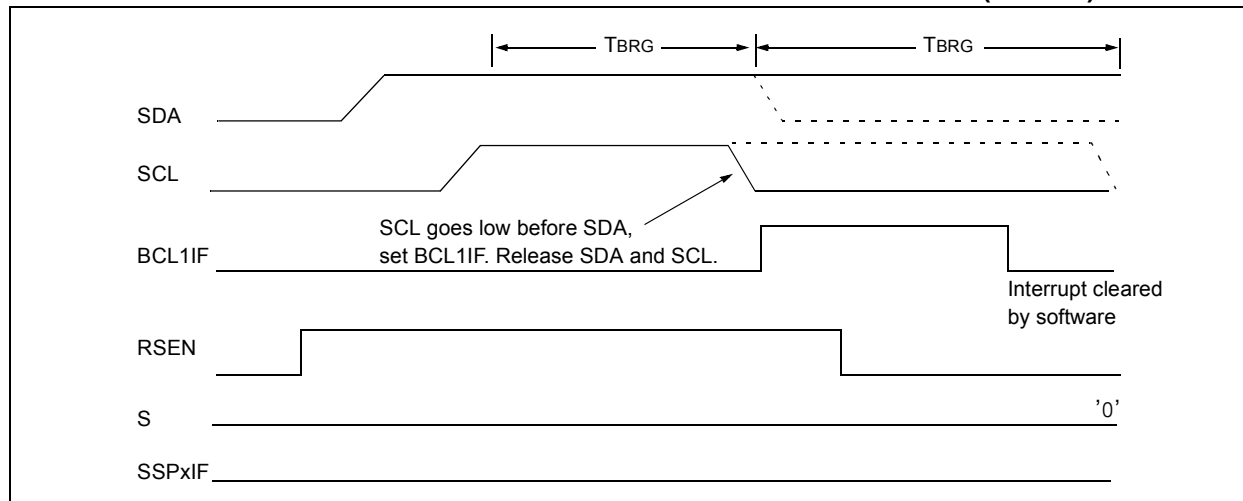 TBRG TBRG
SDA
SCL
SCL goes low before SDA,
set BCL1IF. Release SDA and SCL.
BCL1IF
Interrupt cleared
by software
RSEN
S
'0'
SSPxIF